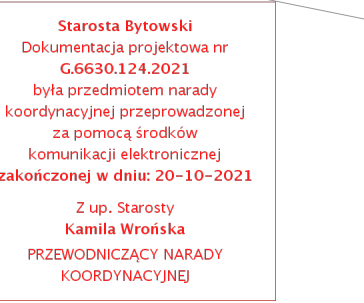 Starosta Bytowski
Dokumentacja projektowa nr
G.6630.124.2021
była przedmiotem narady
koordynacyjnej przeprowadzonej
za pomocą środków
komunikacji elektronicznej
zakończonej w dniu: 20-10-2021
Z up. Starosty
Kamila Wrońska
PRZEWODNICZĄCY NARADY
KOORDYNACYJNEJ